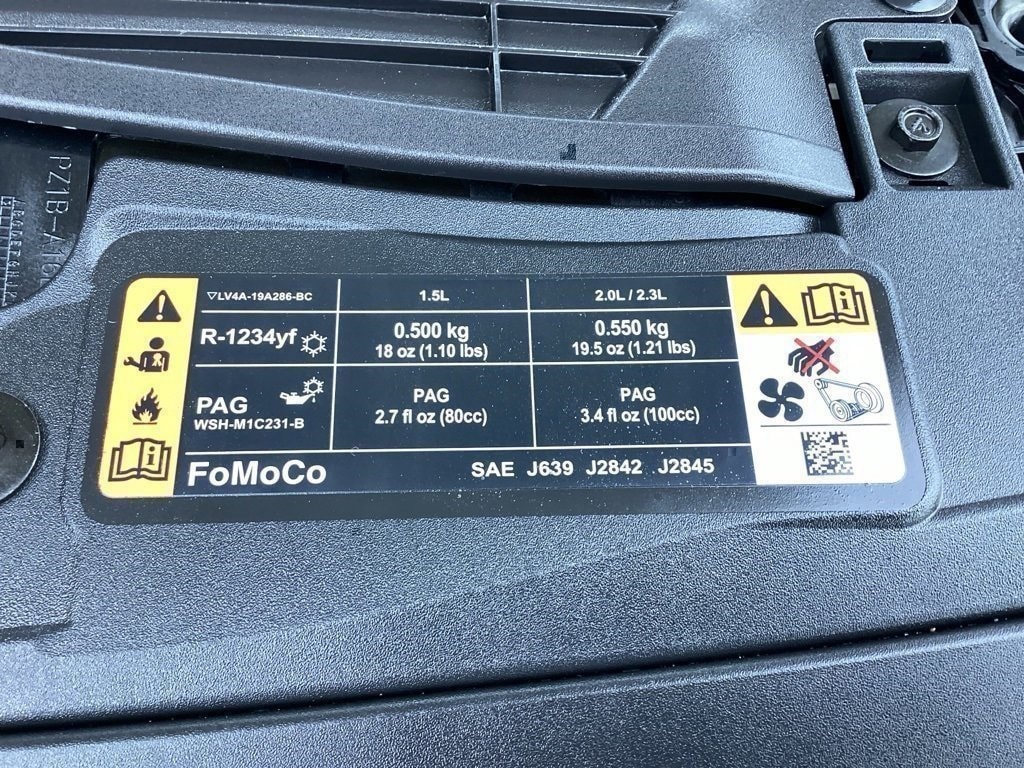 PZ1B-A16
▽LV4A-19A286-BC 1.5L 2.0L / 2.3L
R-1234yf 0.500 kg 0.550 kg
18 oz (1.10 lbs) 19.5 oz (1.21 lbs)
PAG PAG PAG
WSH-M1C231-B 2.7 fl oz (80cc) 3.4 fl oz (100cc)
FoMoCo SAE J639 J2842 J2845